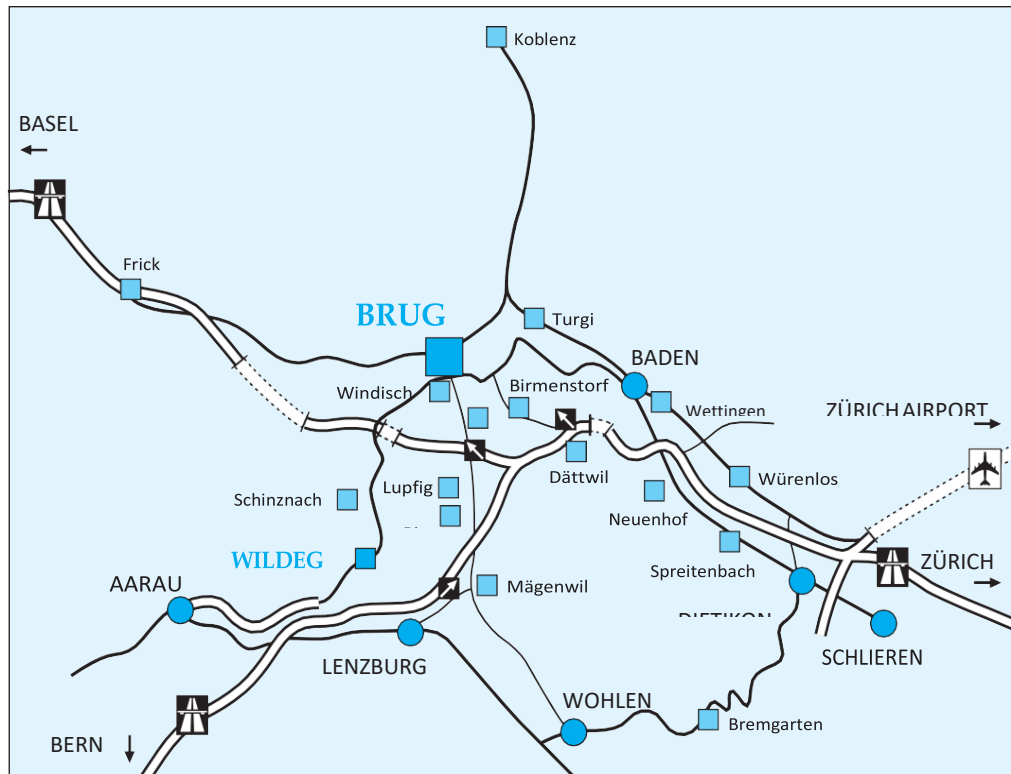 Koblenz
BASEL
Frick
BRUG
Turgi
BADEN
Windisch
Birmenstorf
Wettingen
ZÜRICH AIRPORT
Dättwil
Würenlos
Schinznach
Lupfig
Neuenhof
WILDEG
AARAU
Mägenwil
Spreitenbach
ZÜRICH
DIETIKON
LENZBURG
SCHLIEREN
WOHLEN
Bremgarten
BERN